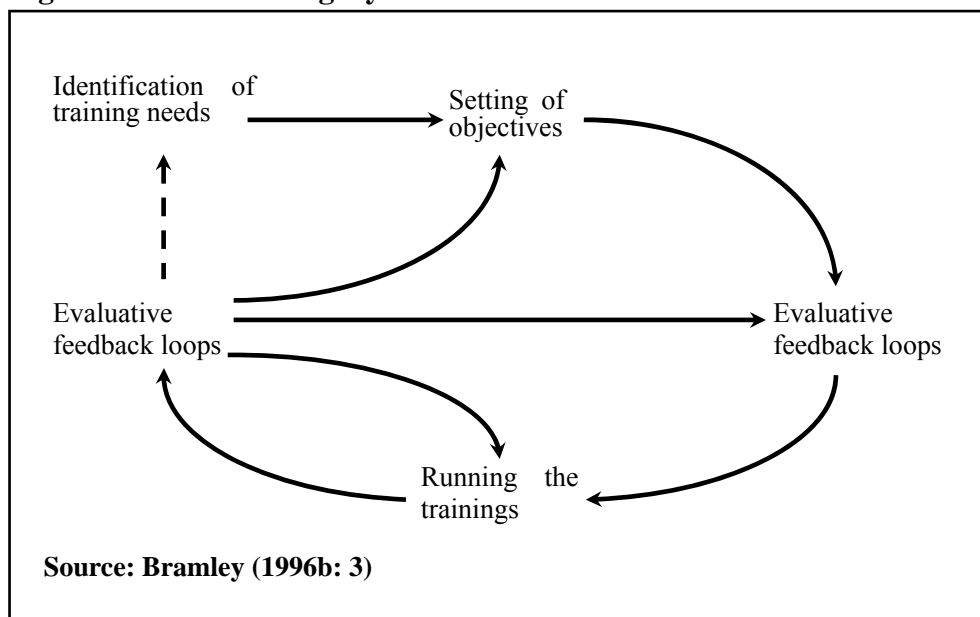 Identification of
training needs
Setting of
objectives
Evaluative
feedback loops
Evaluative
feedback loops
Running the
trainings
Source: Bramley (1996b: 3)